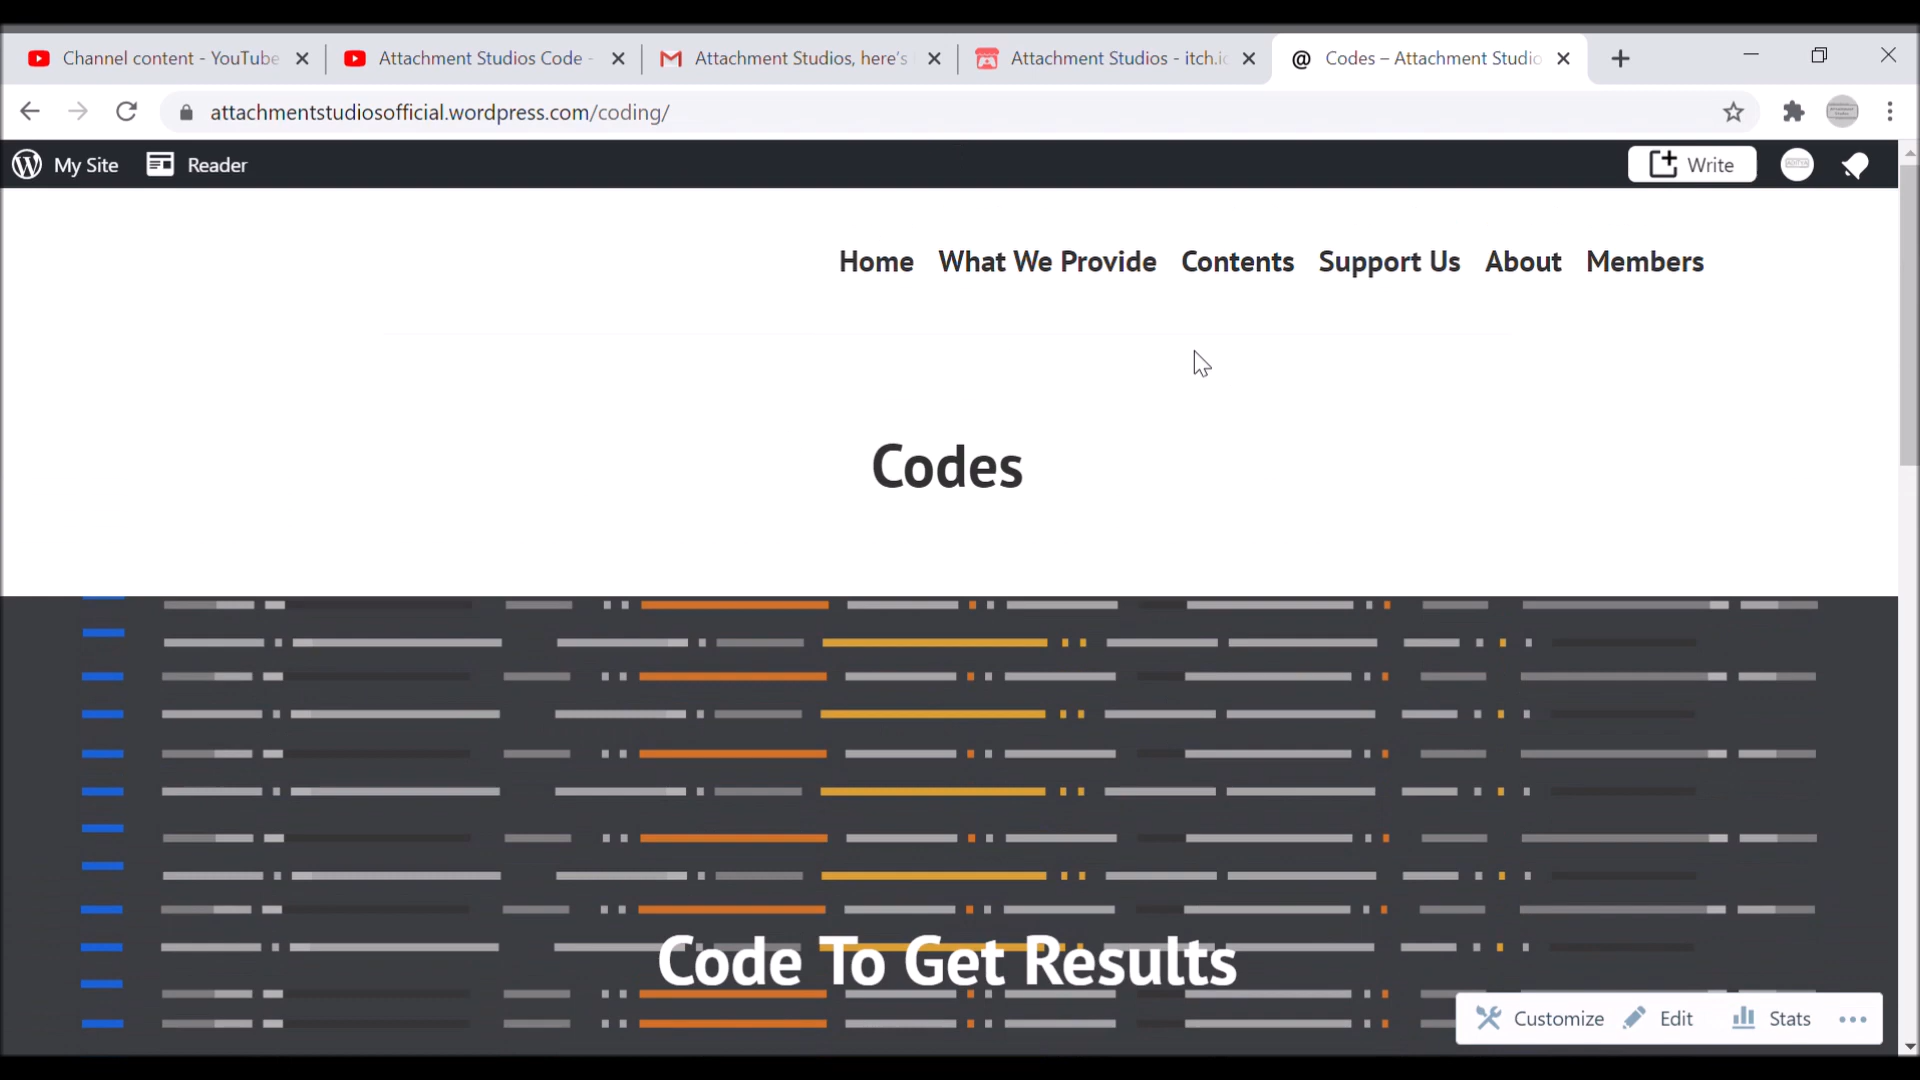 Channel content - YouTube
Attachment Studios Code -
Attachment Studios, here's
Attachment Studios - itch.io
Codes – Attachment Studio
attachmentstudiosofficial.wordpress.com/coding/
My Site
Reader
Write
Home
What We Provide
Contents
Support Us
About
Members
Codes
Code To Get Results
Customize
Edit
Stats